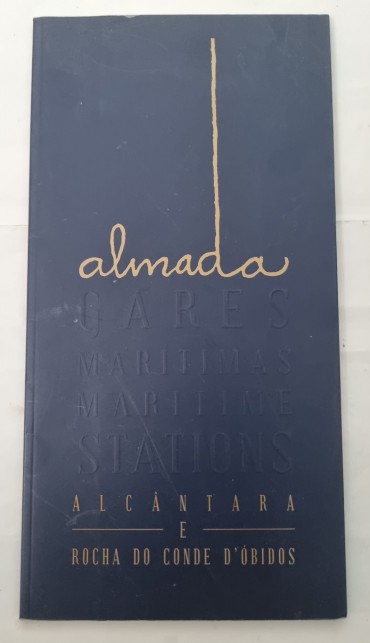 almada
GARES
MARÍTIMAS
MARITIME
STATIONS
ALCÂNTARA
E
ROCHA DO CONDE D'ÓBIDOS